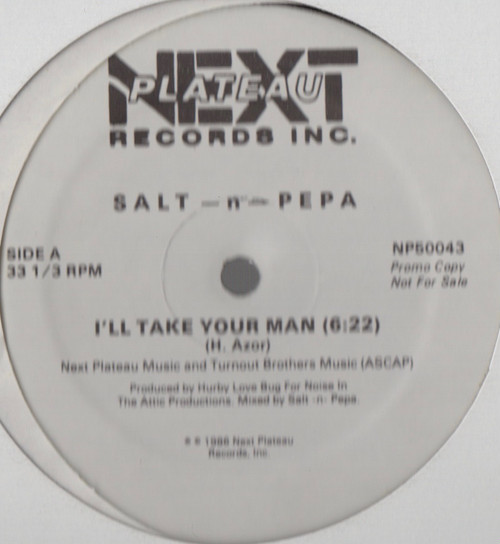 NEXT
PLATEAU
RECORDS INC.
SALT -n- PEPA
SIDE A
33 1/3 RPM
NP50043
Promo Copy
Not For Sale
I'LL TAKE YOUR MAN (6:22)
(H. Azor)
Next Plateau Music and Turnout Brothers Music (ASCAP)
Produced by Hurby Love Bug For Noise In
The Attic Productions. Mixed by Salt -n- Pepa.
1986 Next Plateau
Records, Inc.